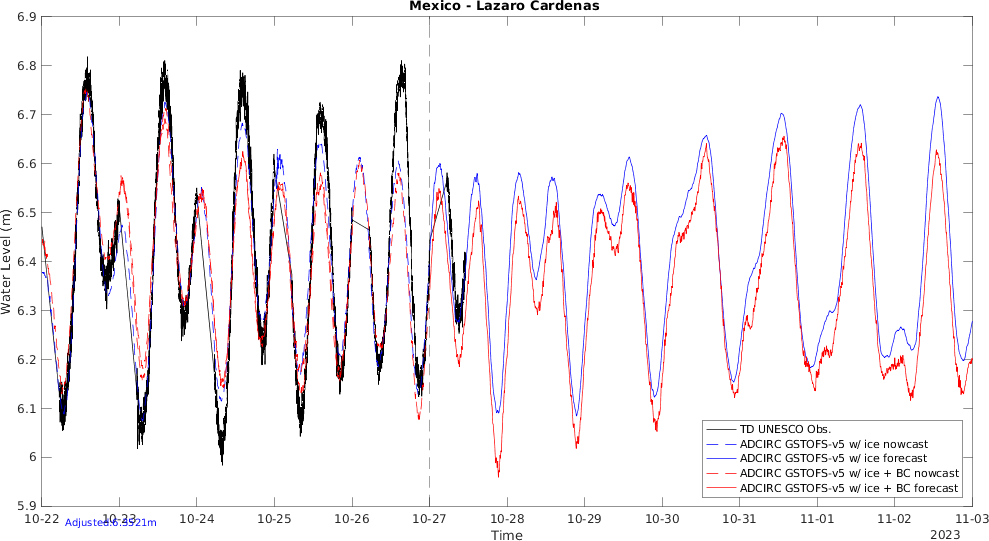 Mexico - Lazaro Cardenas
Water Level (m)
6.9
6.8
6.7
6.6
6.5
6.4
6.3
6.2
6.1
6
5.9
TD UNESCO Obs.
ADCIRC GSTOFS-v5 w/ ice nowcast
ADCIRC GSTOFS-v5 w/ ice forecast
ADCIRC GSTOFS-v5 w/ ice + BC nowcast
ADCIRC GSTOFS-v5 w/ ice + BC forecast
10-22 10-23 10-24 10-25 10-26 10-27 10-28 10-29 10-30 10-31 11-01 11-02 11-03
Time
2023